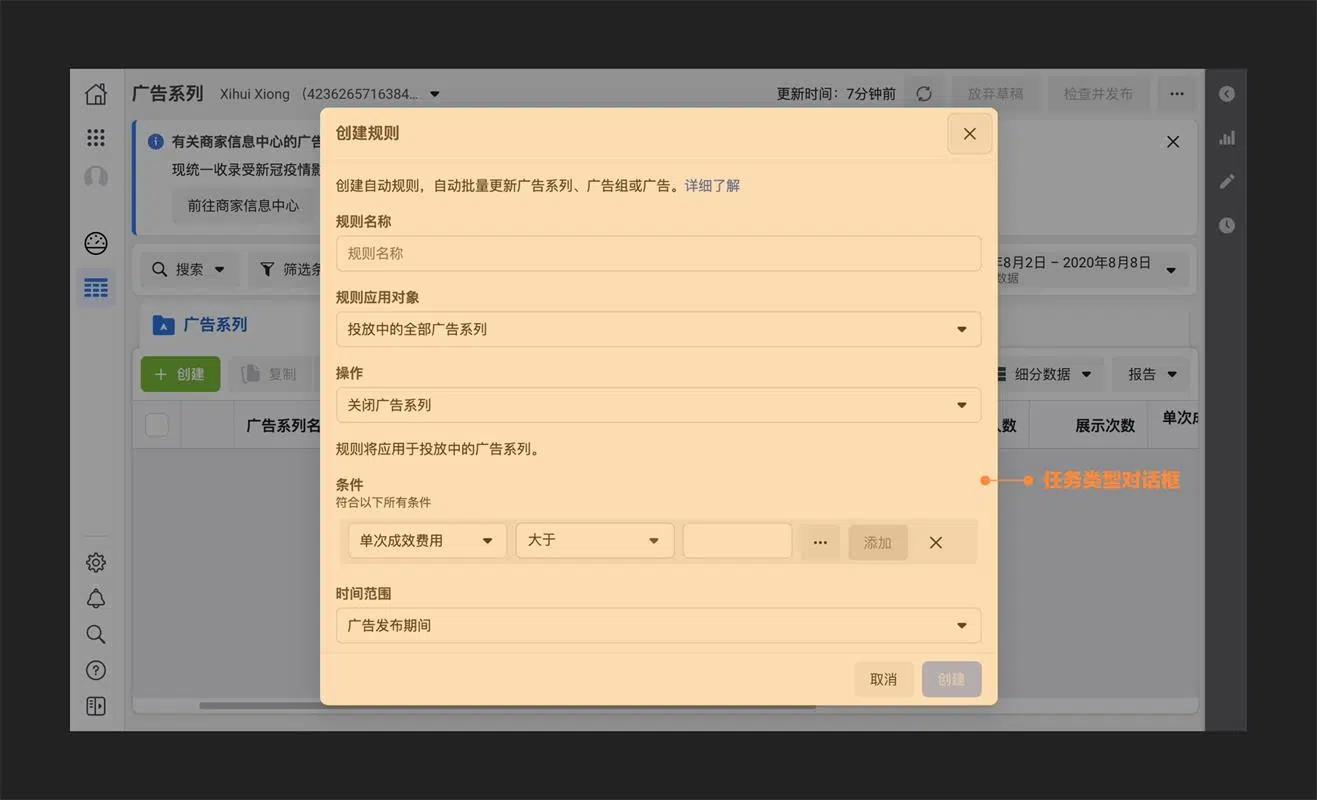 广告系列 Xihui Xiong (4236265716384... 更新时间：7分钟前 放弃草稿 检查并发布
有关商家信息中心的广告
现统一收录受新冠疫情影
前往商家信息中心
搜索 筛选条 8月2日 – 2020年8月8日
数据
广告系列
+ 创建 复制 细分数据 报告
广告系列名 人数 展示次数 单次成
创建规则
创建自动规则，自动批量更新广告系列、广告组或广告。详细了解
规则名称
规则名称
规则应用对象
投放中的全部广告系列
操作
关闭广告系列
规则将应用于投放中的广告系列。
条件
符合以下所有条件
单次成效费用 大于 ... 添加
时间范围
广告发布期间
取消 创建
任务类型对话框